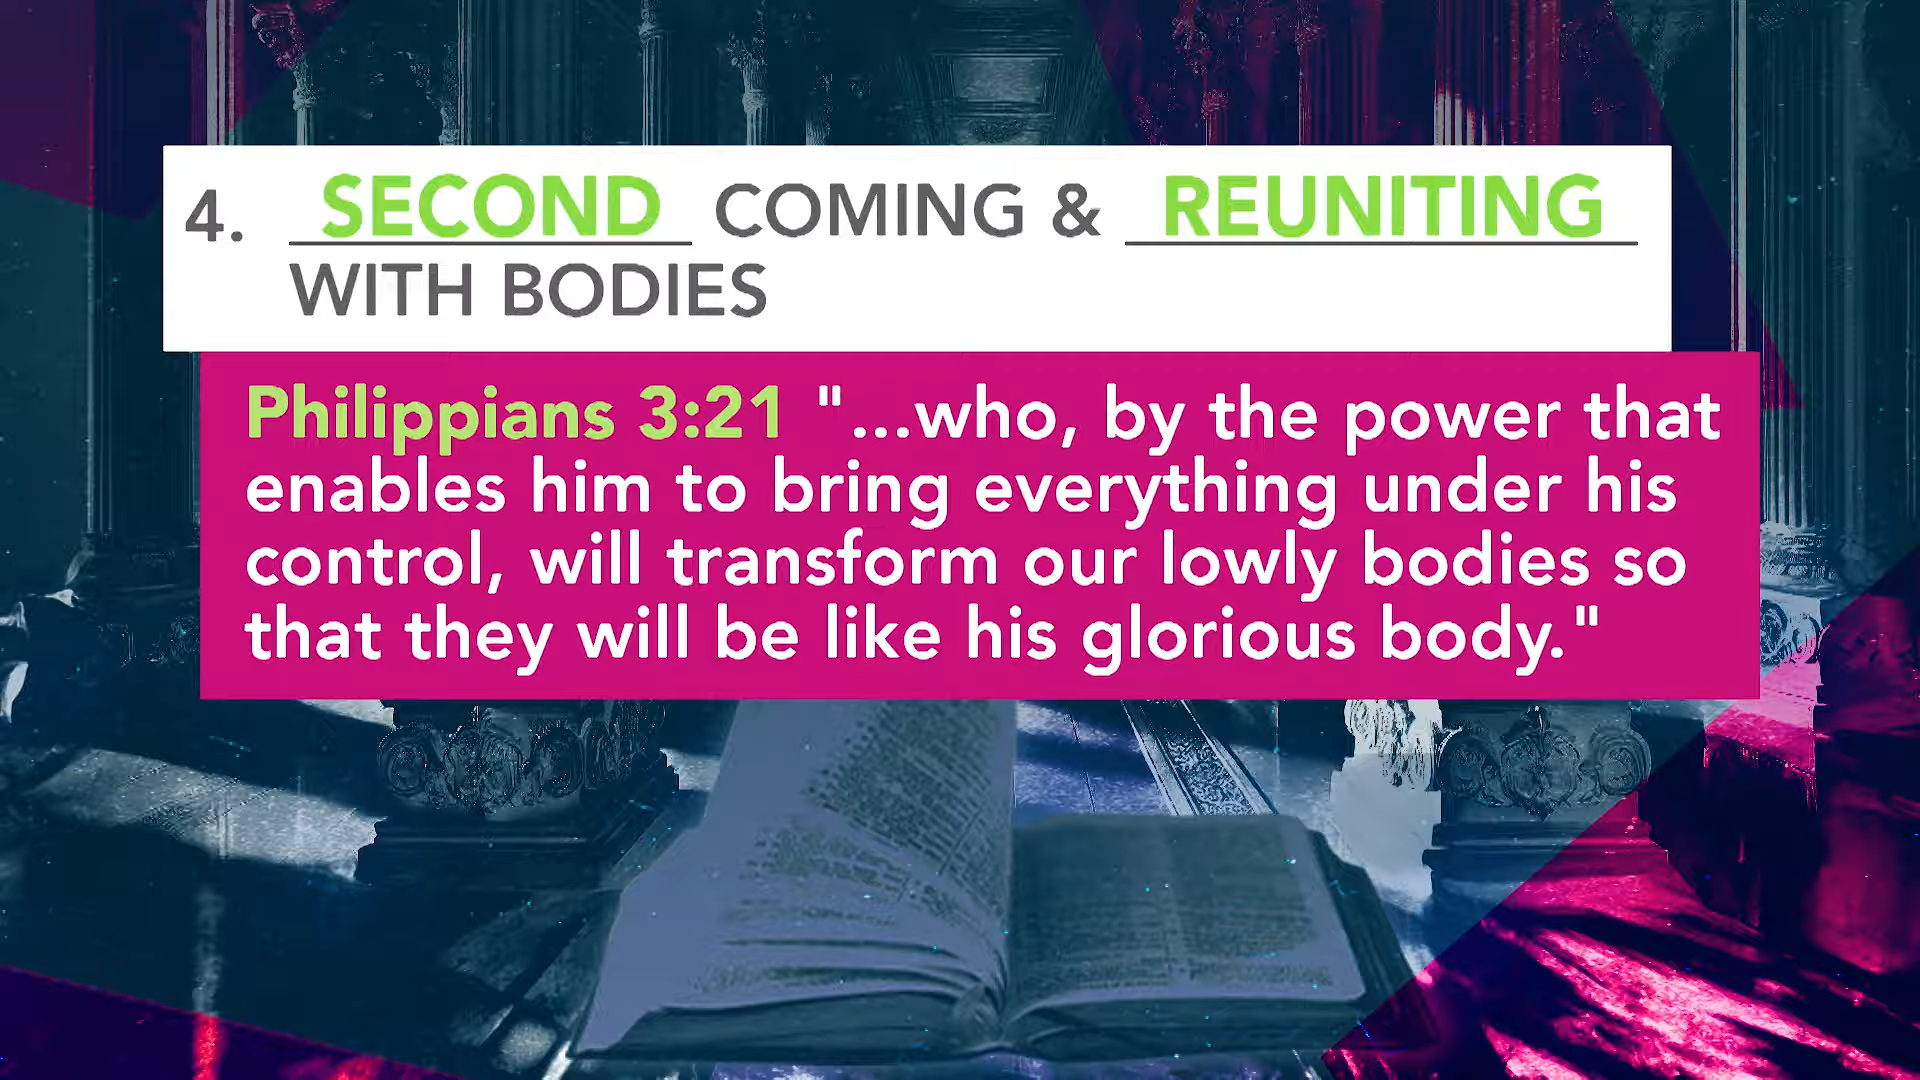 4. SECOND COMING & REUNITING
WITH BODIES
Philippians 3:21 "...who, by the power that
enables him to bring everything under his
control, will transform our lowly bodies so
that they will be like his glorious body."